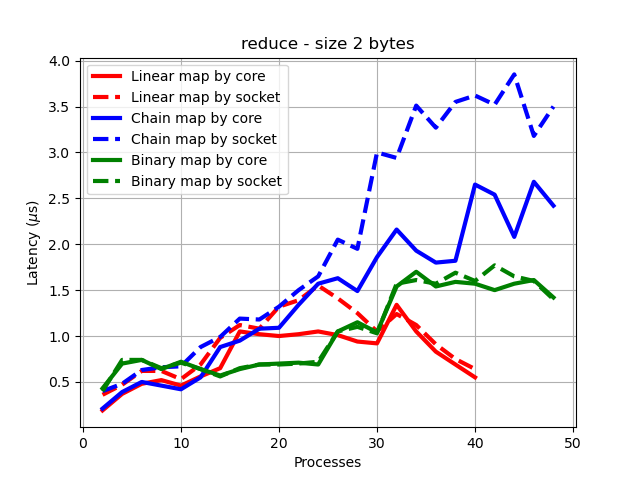 reduce - size 2 bytes
4.0
3.5
3.0
2.5
2.0
1.5
1.0
0.5
Latency (μs)
Linear map by core
Linear map by socket
Chain map by core
Chain map by socket
Binary map by core
Binary map by socket
0 10 20 30 40 50
Processes